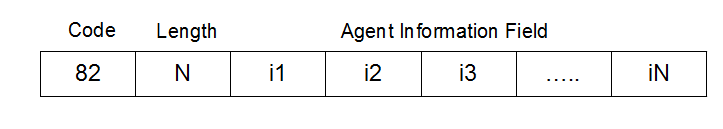 Code Length Agent Information Field
82 N i1 i2 i3 ..... iN